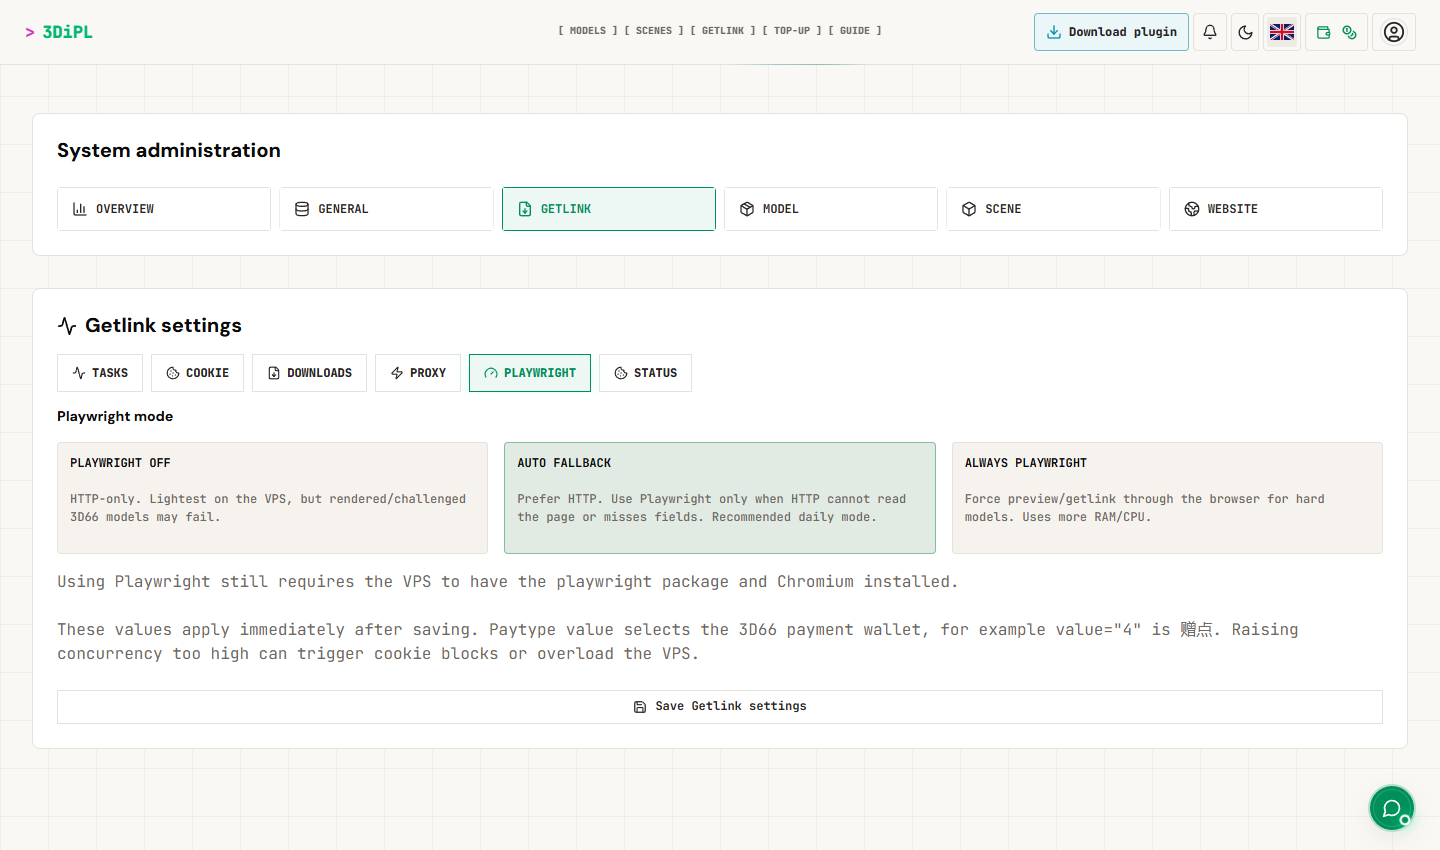 > 3DiPL
[ MODELS ] [ SCENES ] [ GETLINK ] [ TOP-UP ] [ GUIDE ]
Download plugin
System administration
OVERVIEW
GENERAL
GETLINK
MODEL
SCENE
WEBSITE
Getlink settings
TASKS
COOKIE
DOWNLOADS
PROXY
PLAYWRIGHT
STATUS
Playwright mode
PLAYWRIGHT OFF
HTTP-only. Lightest on the VPS, but rendered/challenged
3D66 models may fail.
AUTO FALLBACK
Prefer HTTP. Use Playwright only when HTTP cannot read
the page or misses fields. Recommended daily mode.
ALWAYS PLAYWRIGHT
Force preview/getlink through the browser for hard
models. Uses more RAM/CPU.
Using Playwright still requires the VPS to have the playwright package and Chromium installed.
These values apply immediately after saving. Paytype value selects the 3D66 payment wallet, for example value="4" is 赠点. Raising
concurrency too high can trigger cookie blocks or overload the VPS.
Save Getlink settings